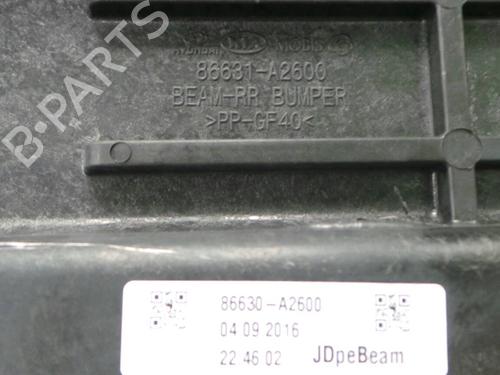 HYUNDAI KIA MOBIS
86631-A2600
BEAM-RR BUMPER
>PP-GF40<
B-PARTS
86630-A2600
04 09 2016
22 46 02 JDpeBeam